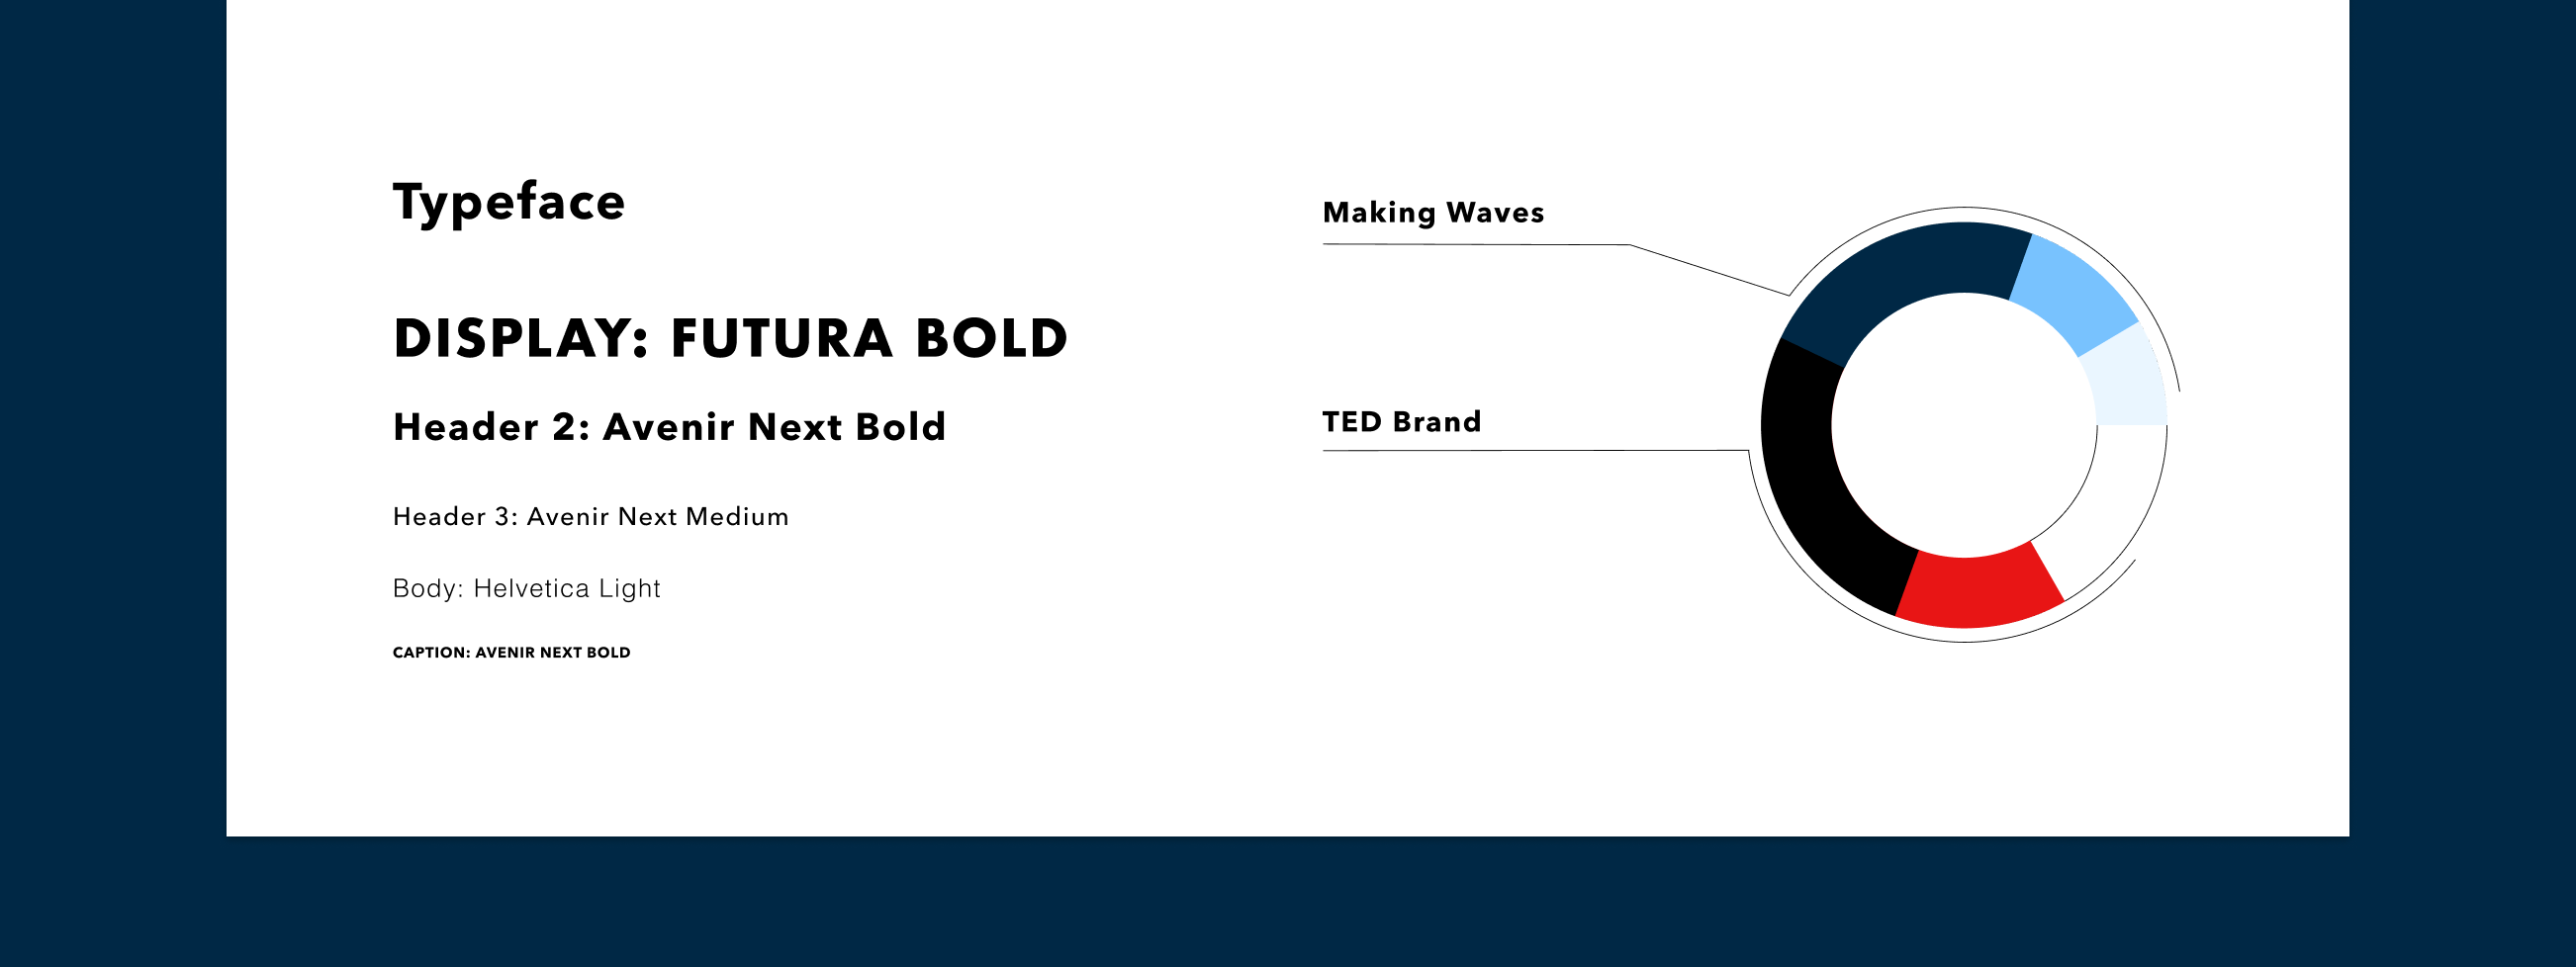 Typeface
DISPLAY: FUTURA BOLD
Header 2: Avenir Next Bold
Header 3: Avenir Next Medium
Body: Helvetica Light
CAPTION: AVENIR NEXT BOLD
Making Waves
TED Brand